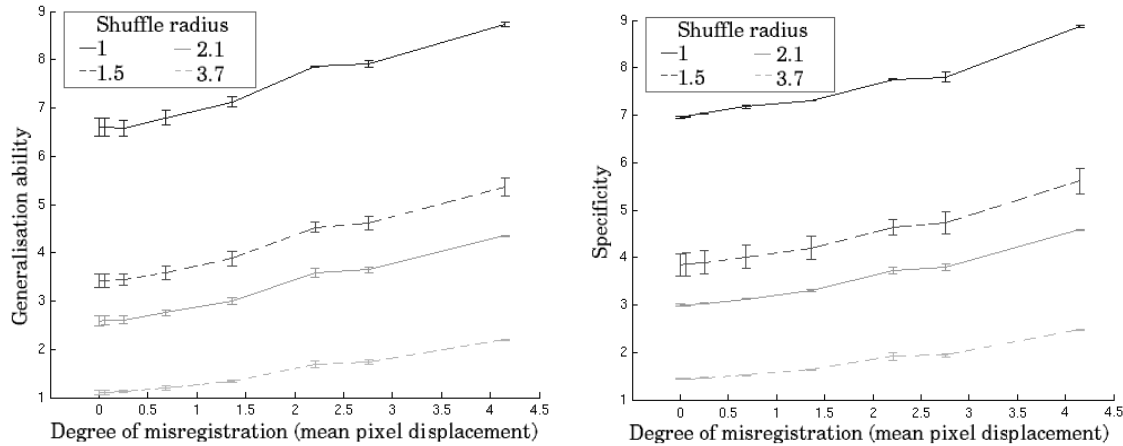 9
8
7
6
5
4
3
2
1
Generalisation ability
Shuffle radius
1 2.1
1.5 3.7
0 0.5 1 1.5 2 2.5 3 3.5 4 4.5
Degree of misregistration (mean pixel displacement)
9
8
7
6
5
4
3
2
1
Specificity
Shuffle radius
1 2.1
1.5 3.7
0 0.5 1 1.5 2 2.5 3 3.5 4 4.5
Degree of misregistration (mean pixel displacement)